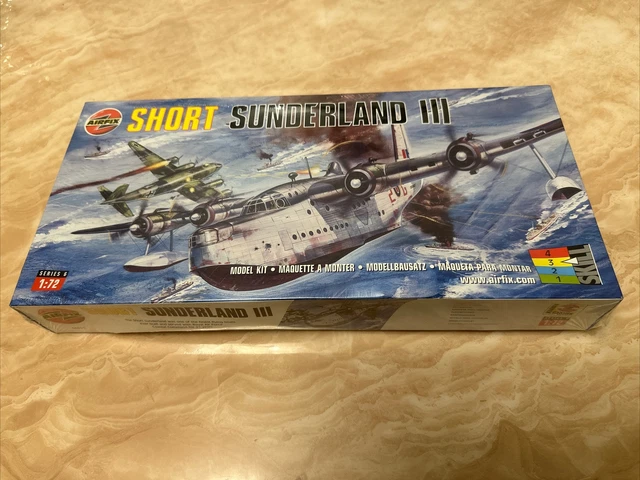 AIRFIX
SHORT SUNDERLAND III
SERIES 6
1:72
MODEL KIT • MAQUETTE A MONTER • MODELLBAUSATZ • MAQUETA PARA MONTAR
www.airfix.com
4
3
2
1
SKILL
SUNDERLAND III